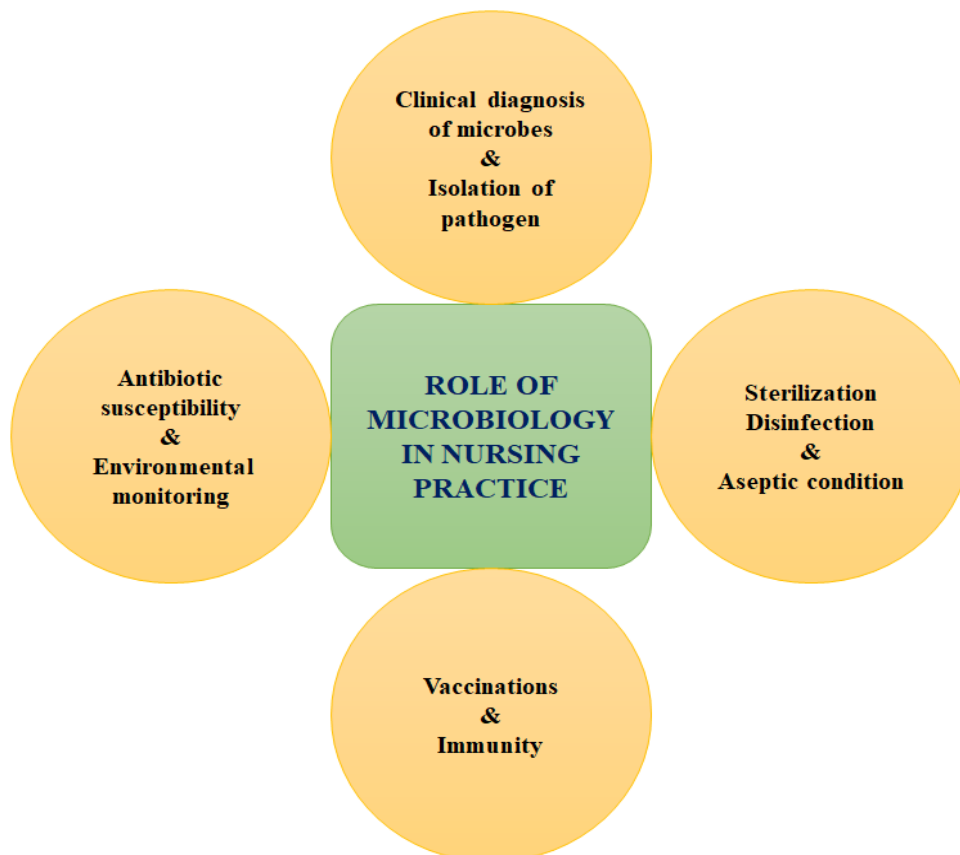 Clinical diagnosis
of microbes
&
Isolation of
pathogen
Antibiotic
susceptibility
&
Environmental
monitoring
ROLE OF
MICROBIOLOGY
IN NURSING
PRACTICE
Sterilization
Disinfection
&
Aseptic condition
Vaccinations
&
Immunity